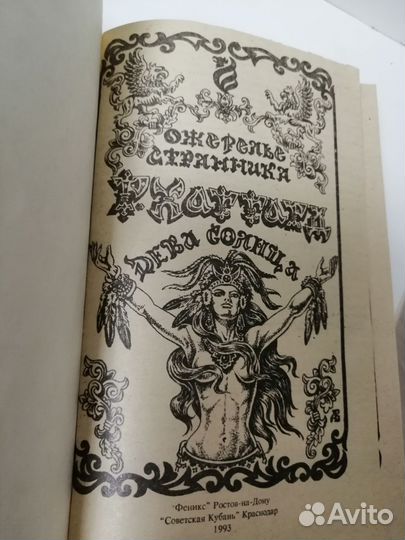 ОЖЕРЕЛЬЕ
СТРАННИКА
Р.ХАГГАРД
ДЕВА СОЛНЦА
"Феникс" Ростов-на-Дону
"Советская Кубань" Краснодар
1993
Avito